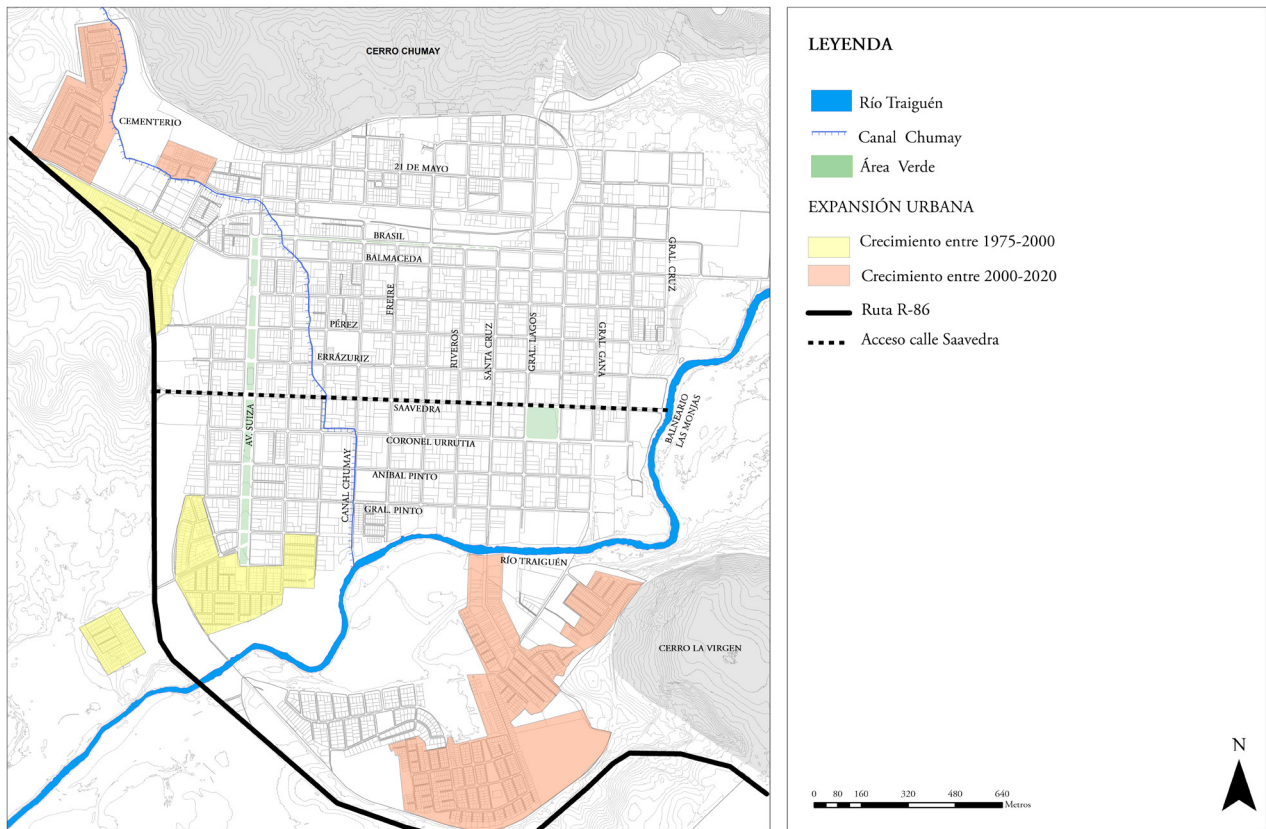 CERRO CHUMAY
CEMENTERIO
21 DE MAYO
BRASIL
BALMACEDA
GRAL. CRUZ
FREIRE
PÉREZ
ERRÁZURIZ
RIVEROS
SANTA CRUZ
GRAL. LAGOS
GRAL. GANA
SAAVEDRA
BALNEARIO
LAS MONJAS
AV. SUIZA
CORONEL URRUTIA
CANAL CHUMAY
ANÍBAL PINTO
GRAL. PINTO
RÍO TRAIGUÉN
CERRO LA VIRGEN
LEYENDA
Río Traiguén
Canal Chumay
Área Verde
EXPANSIÓN URBANA
Crecimiento entre 1975-2000
Crecimiento entre 2000-2020
Ruta R-86
Acceso calle Saavedra
N
0 80 160 320 480 640
Metros